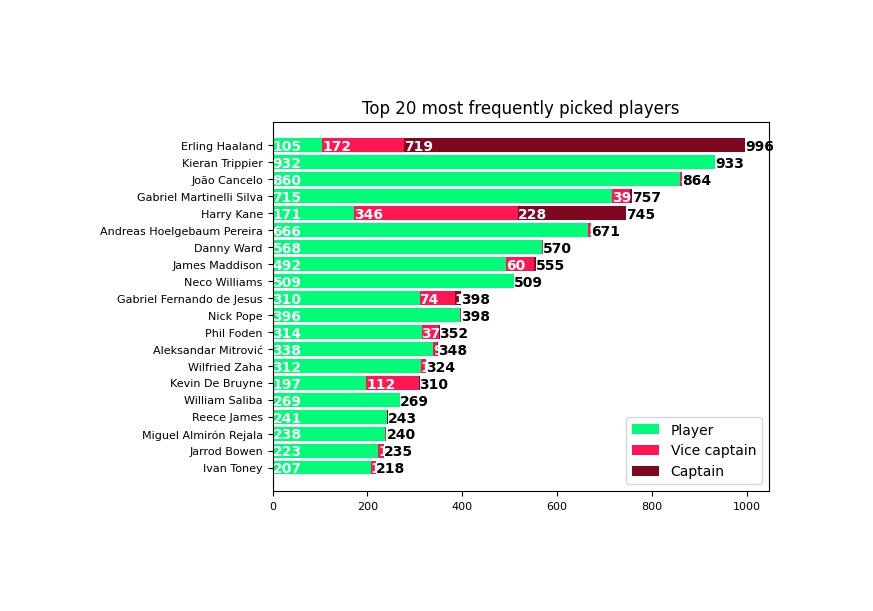 Top 20 most frequently picked players
Erling Haaland 105 172 719 996
Kieran Trippier 932 933
João Cancelo 860 864
Gabriel Martinelli Silva 715 39 757
Harry Kane 171 346 228 745
Andreas Hoelgebaum Pereira 666 671
Danny Ward 568 570
James Maddison 492 60 555
Neco Williams 509 509
Gabriel Fernando de Jesus 310 74 398
Nick Pope 396 398
Phil Foden 314 37 352
Aleksandar Mitrović 338 348
Wilfried Zaha 312 324
Kevin De Bruyne 197 112 310
William Saliba 269 269
Reece James 241 243
Miguel Almirón Rejala 238 240
Jarrod Bowen 223 235
Ivan Toney 207 218
Player
Vice captain
Captain
0 200 400 600 800 1000